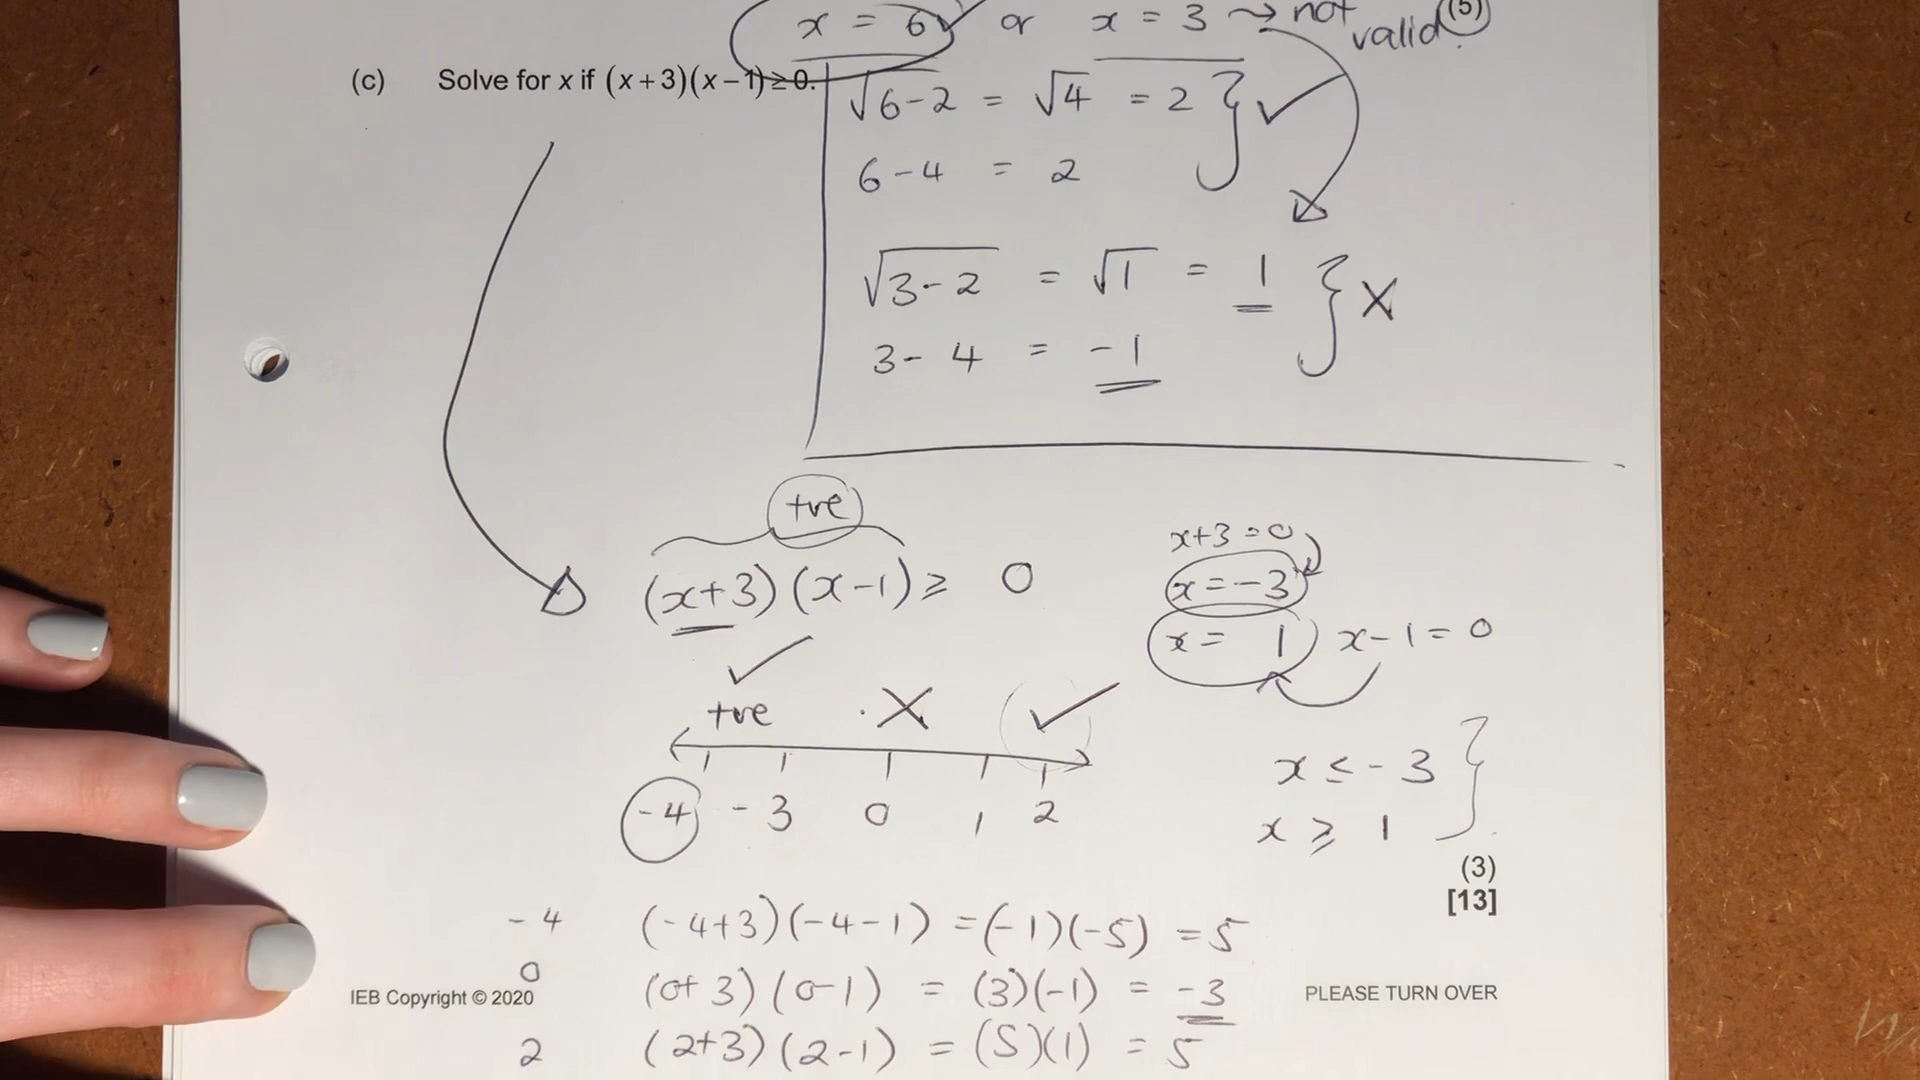 x = 6 or x = 3 → not valid. (5)
(c) Solve for x if (x+3)(x−1) ≥ 0.
√6−2 = √4 = 2
6−4 = 2
√3−2 = √1 = 1
3−4 = −1
+ve
(x+3)(x−1) ≥ 0
x+3=0
x=−3
x= 1 x−1=0
+ve
-4 -3 0 1 2
x ≤ −3
x ≥ 1
(3)
[13]
-4 (-4+3)(-4-1) =(-1)(-5) =5
0 (0+3)(0-1) = (3)(-1) = -3
IEB Copyright © 2020 PLEASE TURN OVER
2 (2+3)(2-1) = (5)(1) = 5